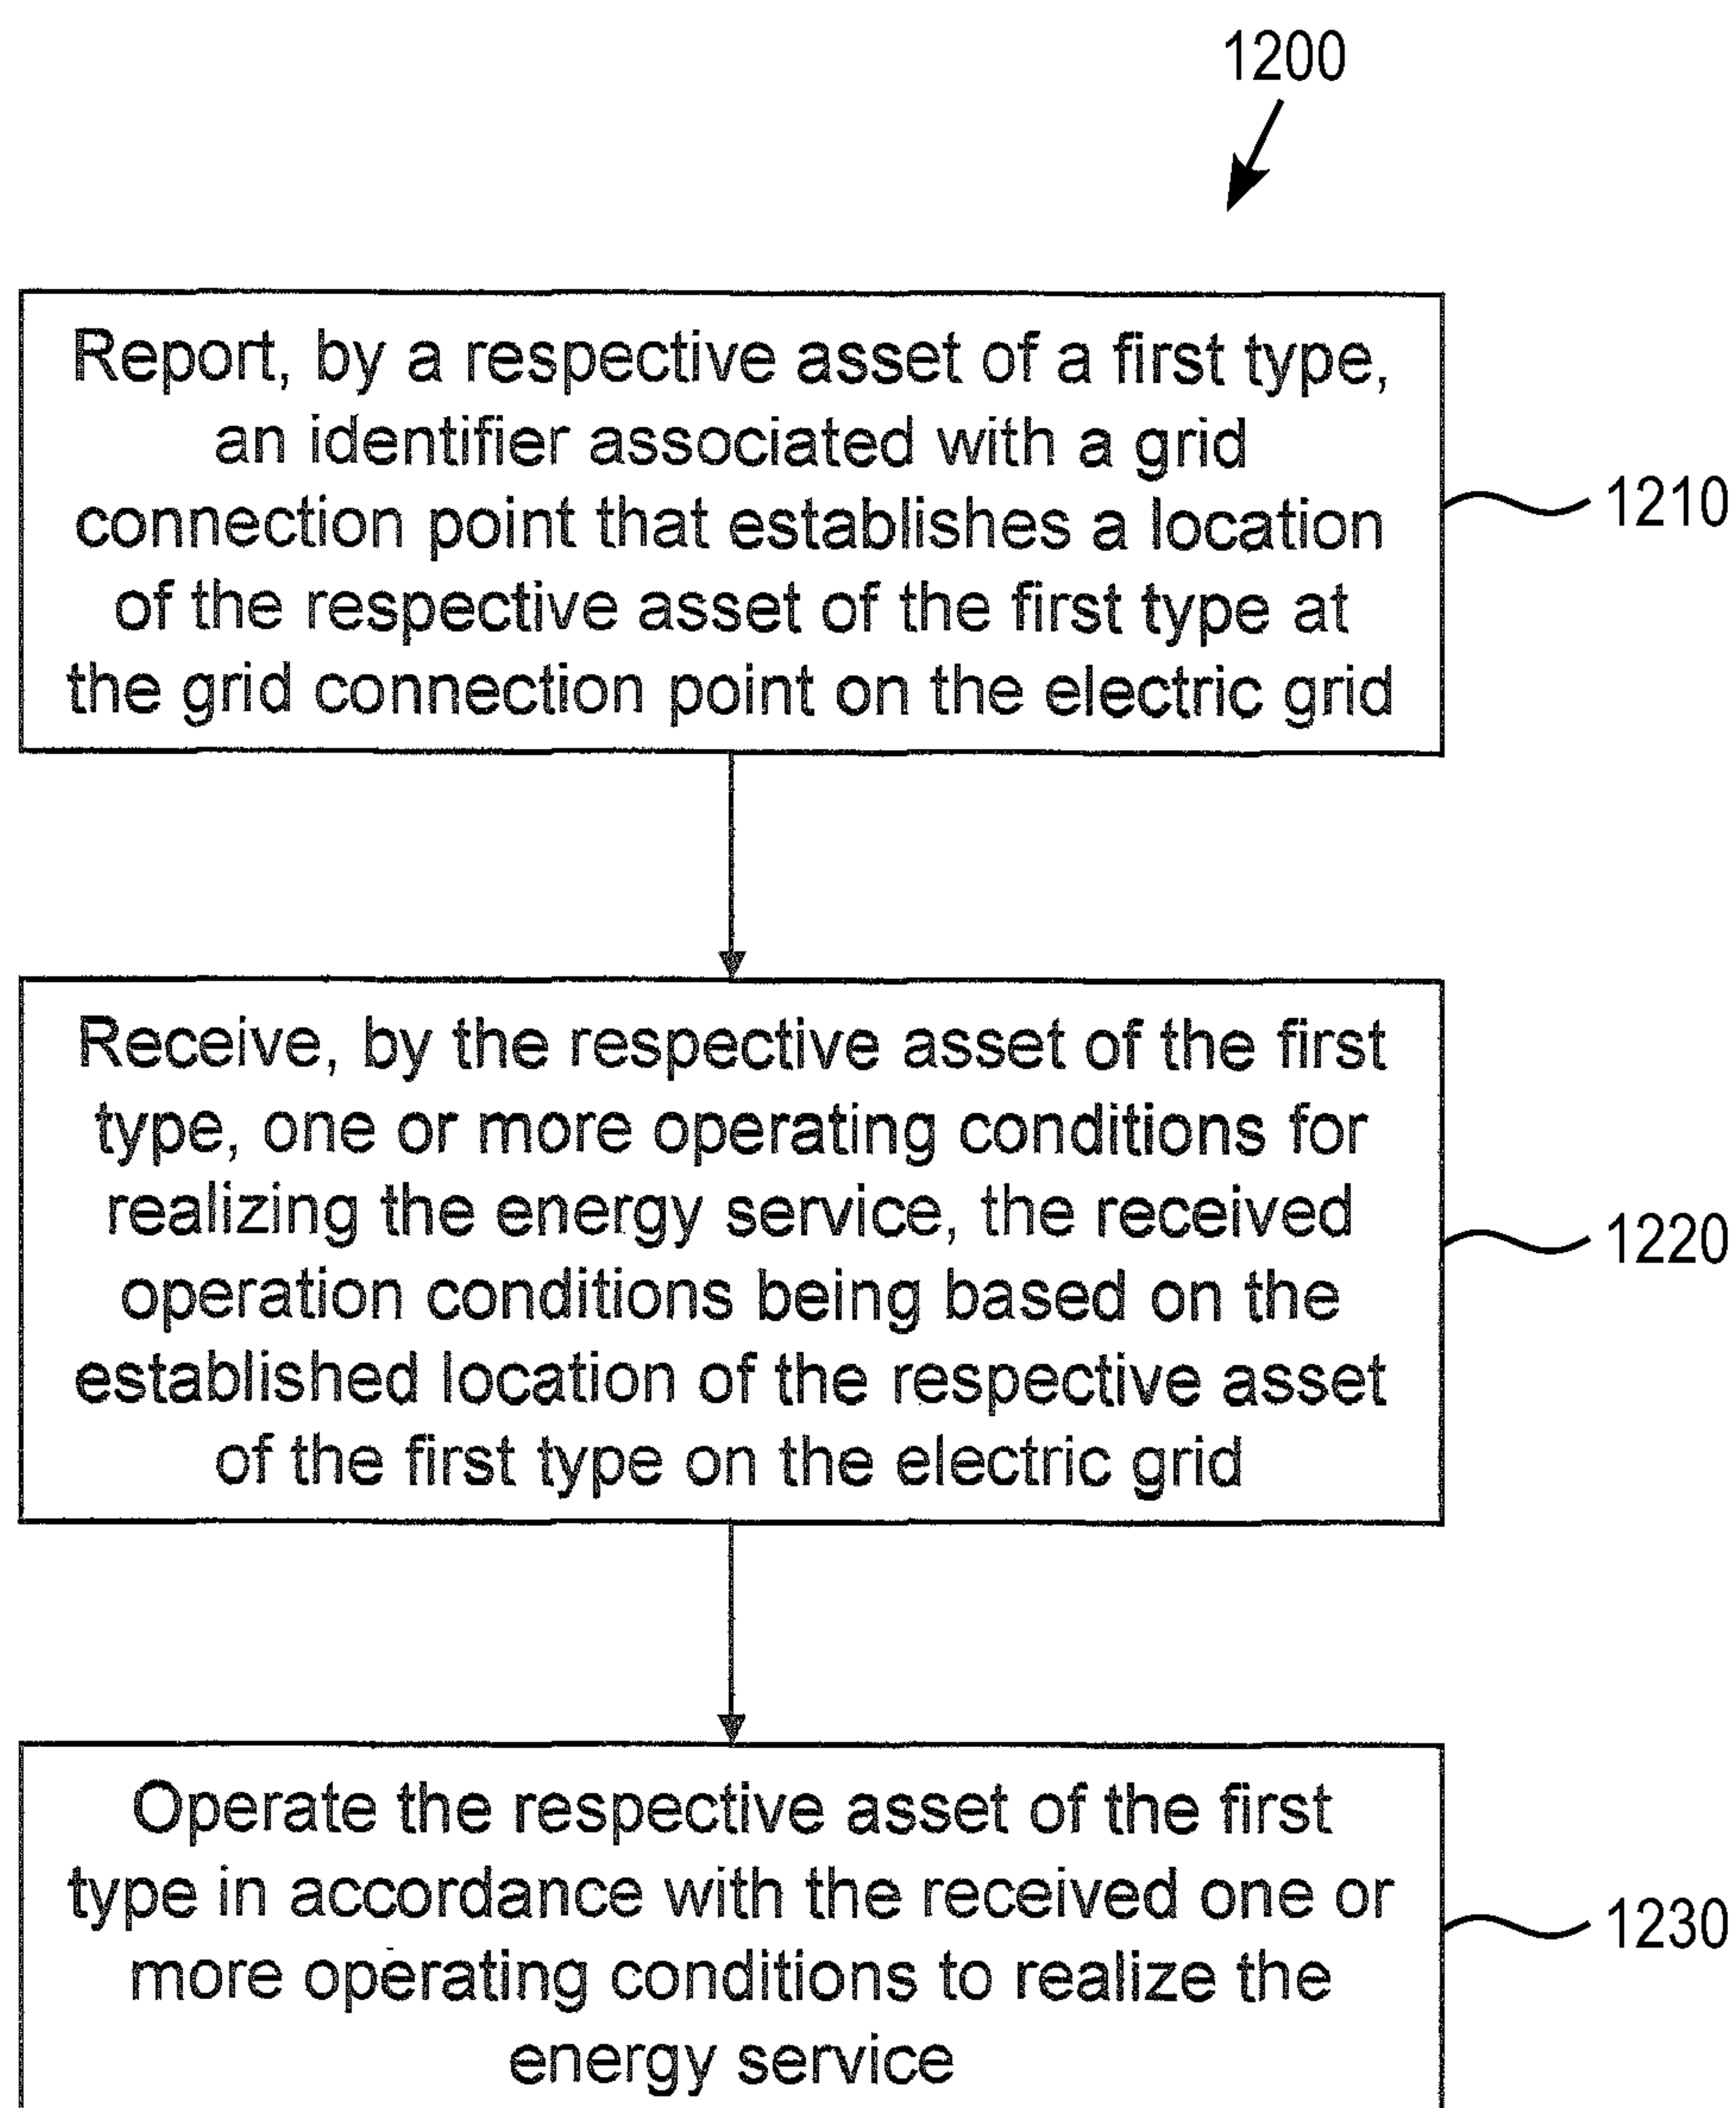 1200
Report, by a respective asset of a first type,
an identifier associated with a grid
connection point that establishes a location
of the respective asset of the first type at
the grid connection point on the electric grid
1210
Receive, by the respective asset of the first
type, one or more operating conditions for
realizing the energy service, the received
operation conditions being based on the
established location of the respective asset
of the first type on the electric grid
1220
Operate the respective asset of the first
type in accordance with the received one or
more operating conditions to realize the
energy service
1230